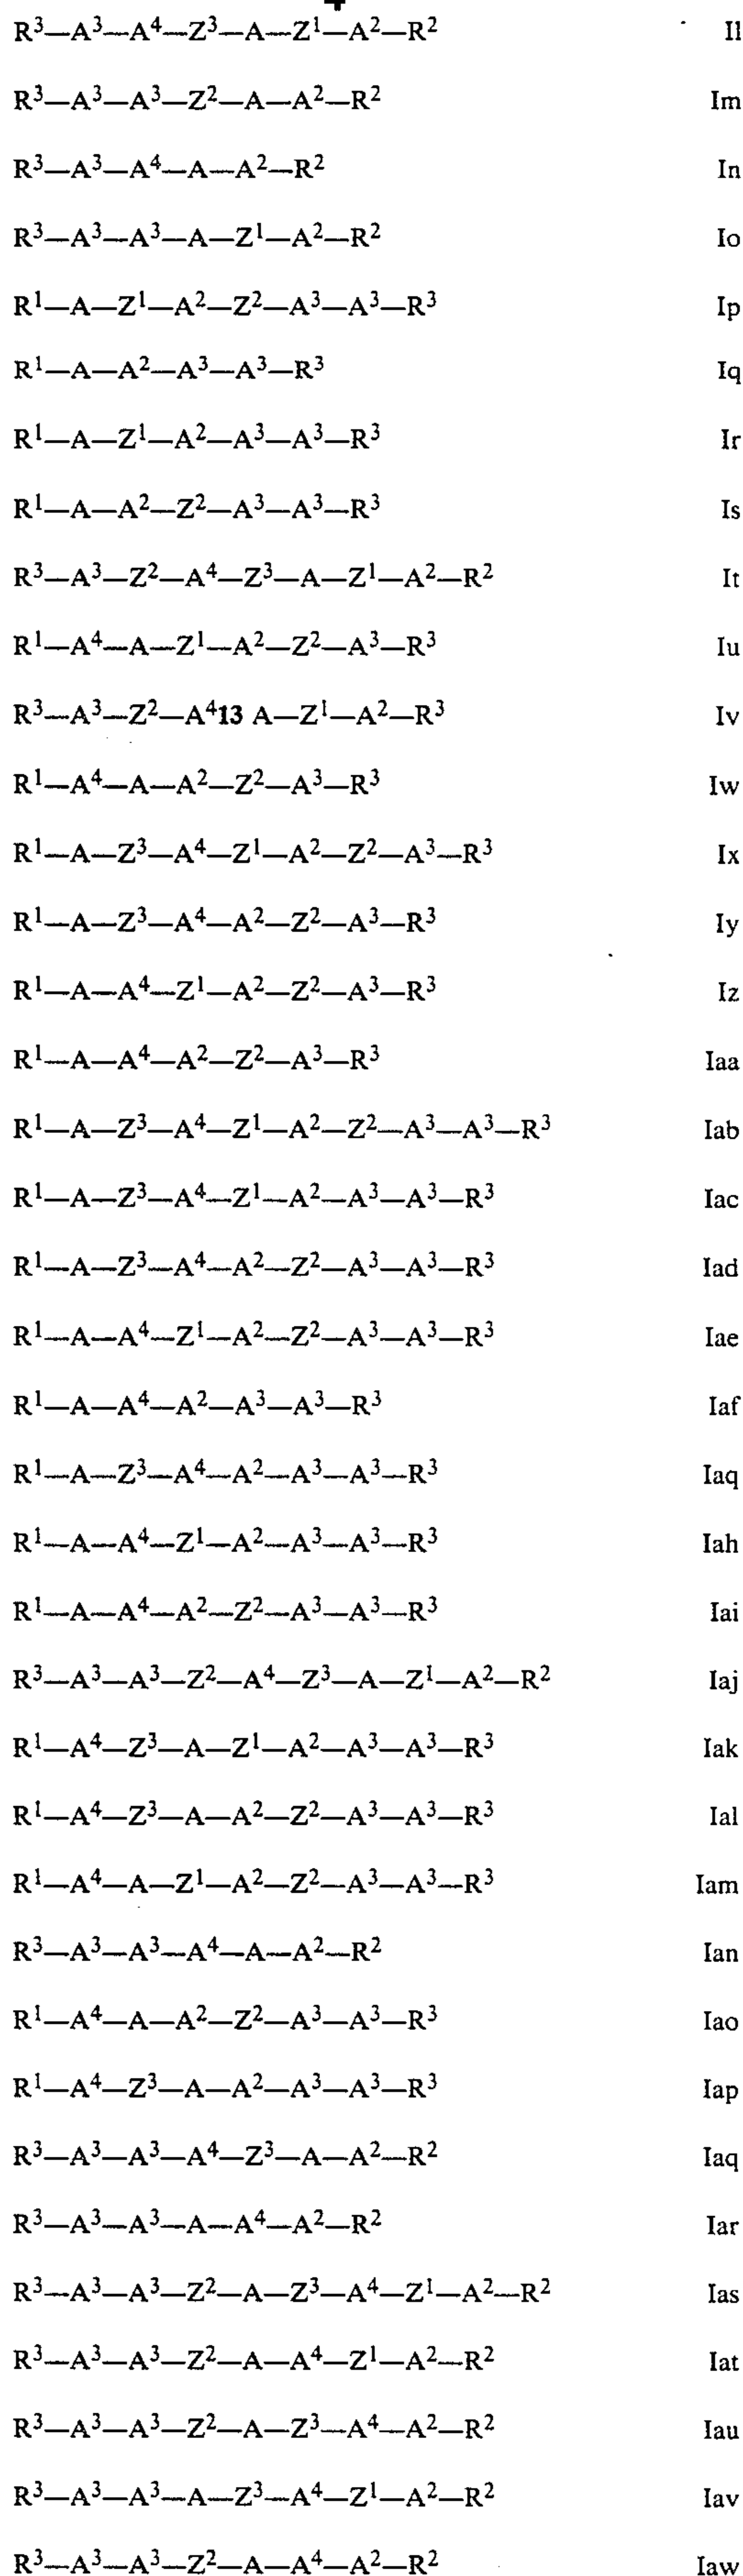 4
R³—A³—A⁴—Z³—A—Z¹—A²—R² Il
R³—A³—A³—Z²—A—A²—R² Im
R³—A³—A⁴—A—A²—R² In
R³—A³—A³—A—Z¹—A²—R² Io
R¹—A—Z¹—A²—Z²—A³—A³—R³ Ip
R¹—A—A²—A³—A³—R³ Iq
R¹—A—Z¹—A²—A³—A³—R³ Ir
R¹—A—A²—Z²—A³—A³—R³ Is
R³—A³—Z²—A⁴—Z³—A—Z¹—A²—R² It
R¹—A⁴—A—Z¹—A²—Z²—A³—R³ Iu
R³—A³—Z²—A⁴13 A—Z¹—A²—R³ Iv
R¹—A⁴—A—A²—Z²—A³—R³ Iw
R¹—A—Z³—A⁴—Z¹—A²—Z²—A³—R³ Ix
R¹—A—Z³—A⁴—A²—Z²—A³—R³ Iy
R¹—A—A⁴—Z¹—A²—Z²—A³—R³ Iz
R¹—A—A⁴—A²—Z²—A³—R³ Iaa
R¹—A—Z³—A⁴—Z¹—A²—Z²—A³—A³—R³ Iab
R¹—A—Z³—A⁴—Z¹—A²—A³—A³—R³ Iac
R¹—A—Z³—A⁴—A²—Z²—A³—A³—R³ Iad
R¹—A—A⁴—Z¹—A²—Z²—A³—A³—R³ Iae
R¹—A—A⁴—A²—A³—A³—R³ Iaf
R¹—A—Z³—A⁴—A²—A³—A³—R³ Iaq
R¹—A—A⁴—Z¹—A²—A³—A³—R³ Iah
R¹—A—A⁴—A²—Z²—A³—A³—R³ Iai
R³—A³—A³—Z²—A⁴—Z³—A—Z¹—A²—R² Iaj
R¹—A⁴—Z³—A—Z¹—A²—A³—A³—R³ Iak
R¹—A⁴—Z³—A—A²—Z²—A³—A³—R³ Ial
R¹—A⁴—A—Z¹—A²—Z²—A³—A³—R³ Iam
R³—A³—A³—A⁴—A—A²—R² Ian
R¹—A⁴—A—A²—Z²—A³—A³—R³ Iao
R¹—A⁴—Z³—A—A²—A³—A³—R³ Iap
R³—A³—A³—A⁴—Z³—A—A²—R² Iaq
R³—A³—A³—A—A⁴—A²—R² Iar
R³—A³—A³—Z²—A—Z³—A⁴—Z¹—A²—R² Ias
R³—A³—A³—Z²—A—A⁴—Z¹—A²—R² Iat
R³—A³—A³—Z²—A—Z³—A⁴—A²—R² Iau
R³—A³—A³—A—Z³—A⁴—Z¹—A²—R² Iav
R³—A³—A³—Z²—A—A⁴—A²—R² Iaw